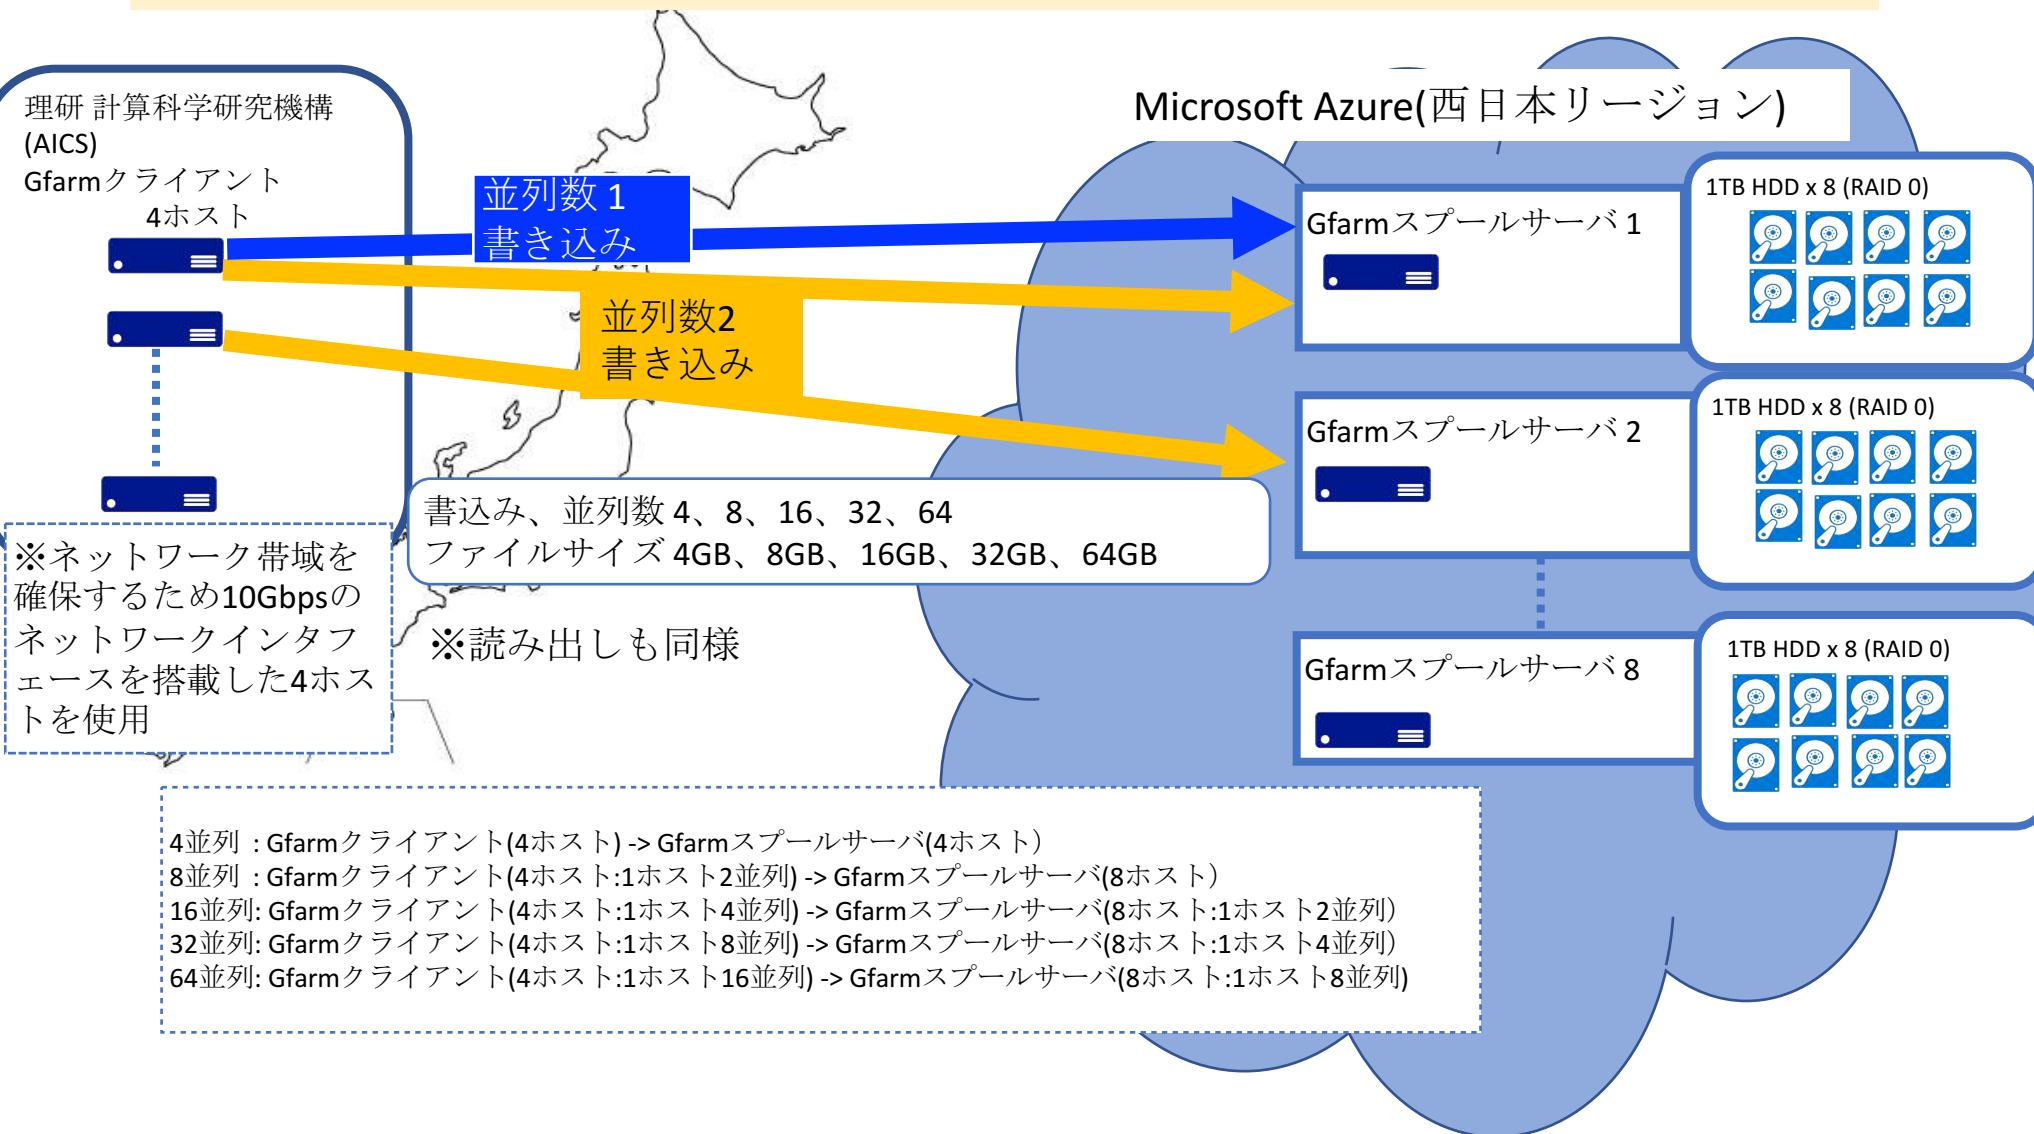 理研 計算科学研究機構
(AICS)
Gfarmクライアント
4ホスト
並列数 1
書き込み
並列数2
書き込み
書込み、並列数 4、8、16、32、64
ファイルサイズ 4GB、8GB、16GB、32GB、64GB
※ネットワーク帯域を
確保するため10Gbpsの
ネットワークインタフ
ェースを搭載した4ホス
トを使用
※読み出しも同様
Microsoft Azure(西日本リージョン)
Gfarmスプールサーバ 1
1TB HDD x 8 (RAID 0)
Gfarmスプールサーバ 2
1TB HDD x 8 (RAID 0)
Gfarmスプールサーバ 8
1TB HDD x 8 (RAID 0)
4並列 : Gfarmクライアント(4ホスト) -> Gfarmスプールサーバ(4ホスト）
8並列 : Gfarmクライアント(4ホスト:1ホスト2並列) -> Gfarmスプールサーバ(8ホスト）
16並列: Gfarmクライアント(4ホスト:1ホスト4並列) -> Gfarmスプールサーバ(8ホスト:1ホスト2並列）
32並列: Gfarmクライアント(4ホスト:1ホスト8並列) -> Gfarmスプールサーバ(8ホスト:1ホスト4並列）
64並列: Gfarmクライアント(4ホスト:1ホスト16並列) -> Gfarmスプールサーバ(8ホスト:1ホスト8並列)